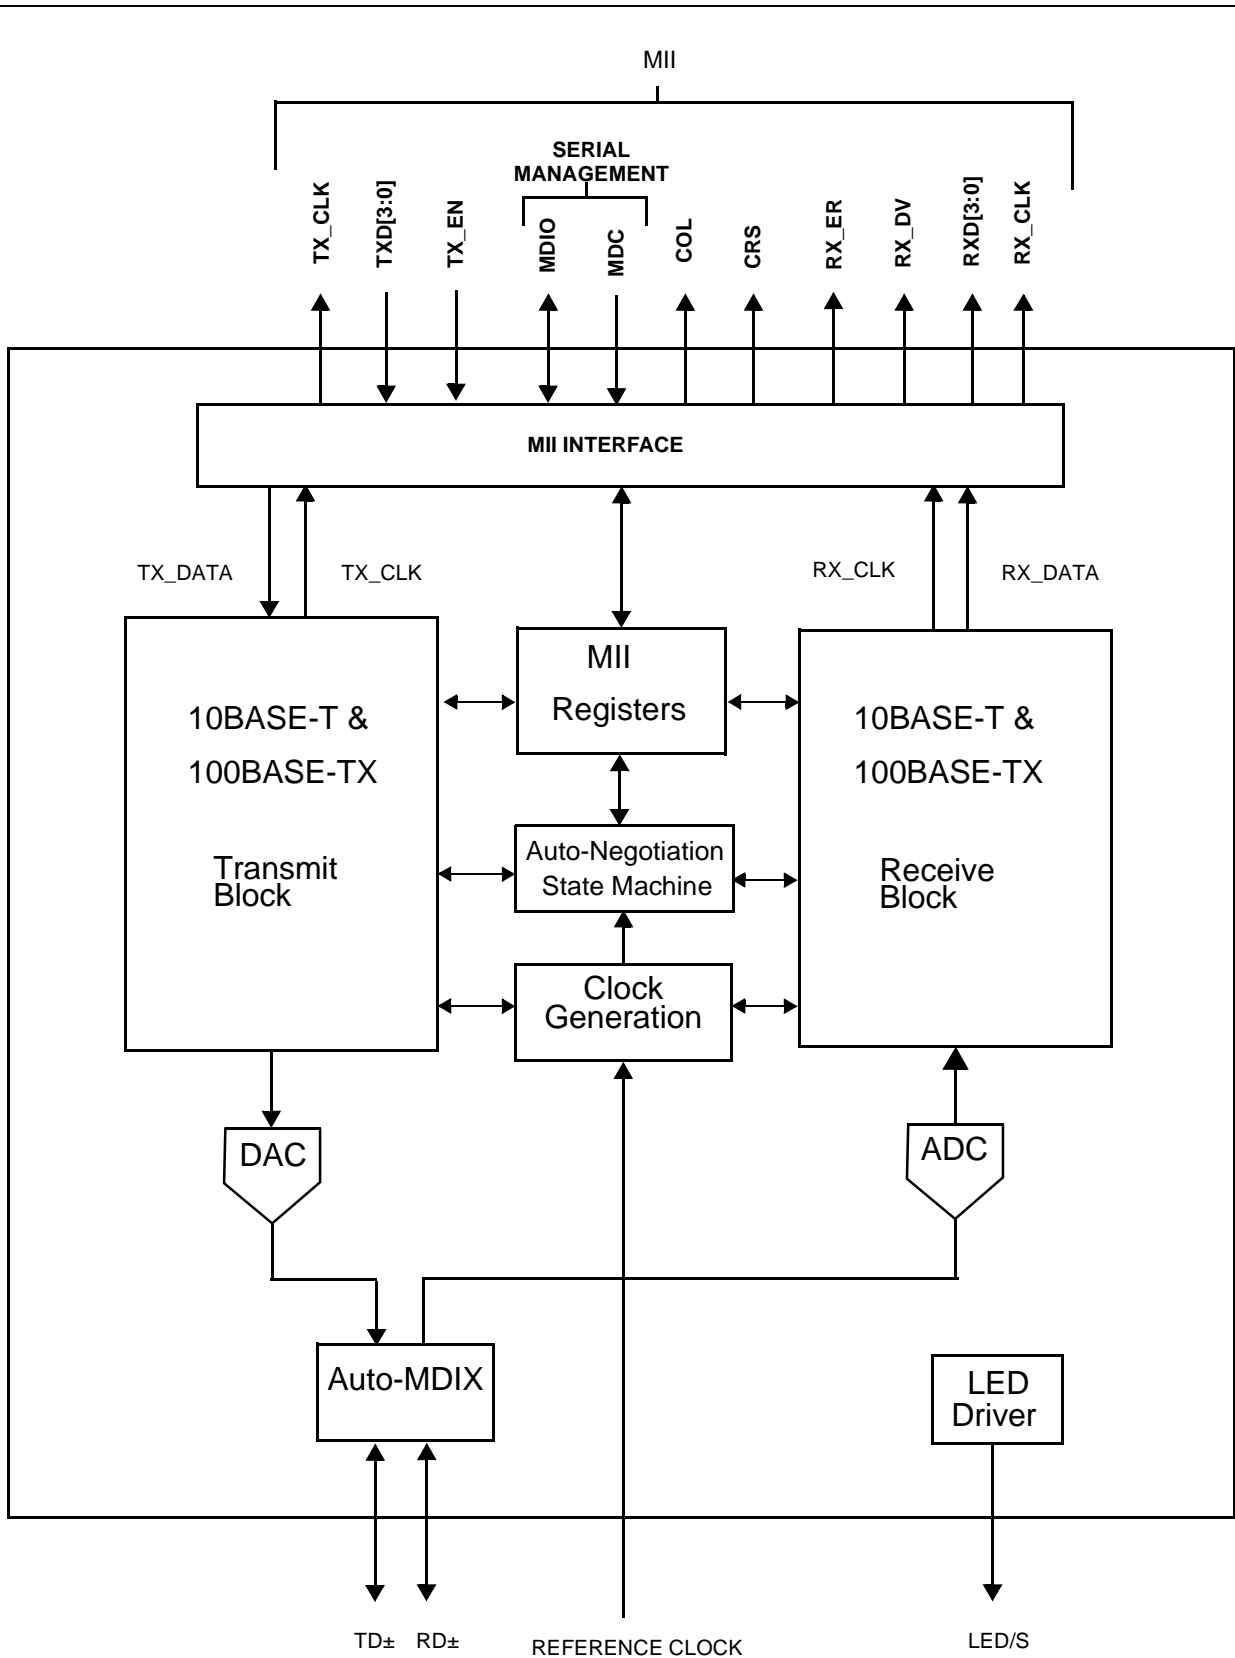 MII
SERIAL
MANAGEMENT
TX_CLK
TXD[3:0]
TX_EN
MDIO
MDC
COL
CRS
RX_ER
RX_DV
RXD[3:0]
RX_CLK
MII INTERFACE
TX_DATA
TX_CLK
RX_CLK
RX_DATA
10BASE-T &
100BASE-TX
Transmit
Block
MII
Registers
10BASE-T &
100BASE-TX
Receive
Block
Auto-Negotiation
State Machine
Clock
Generation
DAC
ADC
Auto-MDIX
LED
Driver
TD±
RD±
REFERENCE CLOCK
LED/S